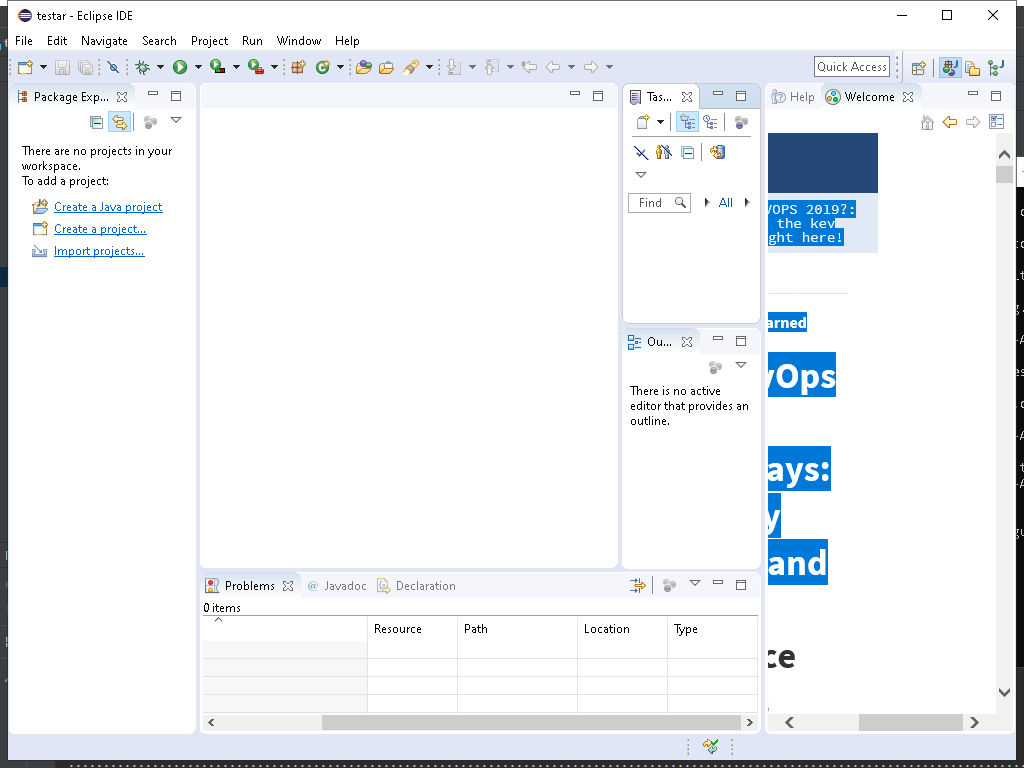 testar - Eclipse IDE
File Edit Navigate Search Project Run Window Help
Quick Access
Package Exp...
There are no projects in your
workspace.
To add a project:
Create a Java project
Create a project...
Import projects...
Tas...
Find
All
Ou...
There is no active
editor that provides an
outline.
Help
Welcome
OPS 2019?:
the key
ght here!
arned
Ops
ays:
y
and
ce
Problems @ Javadoc Declaration
0 items
Resource Path Location Type